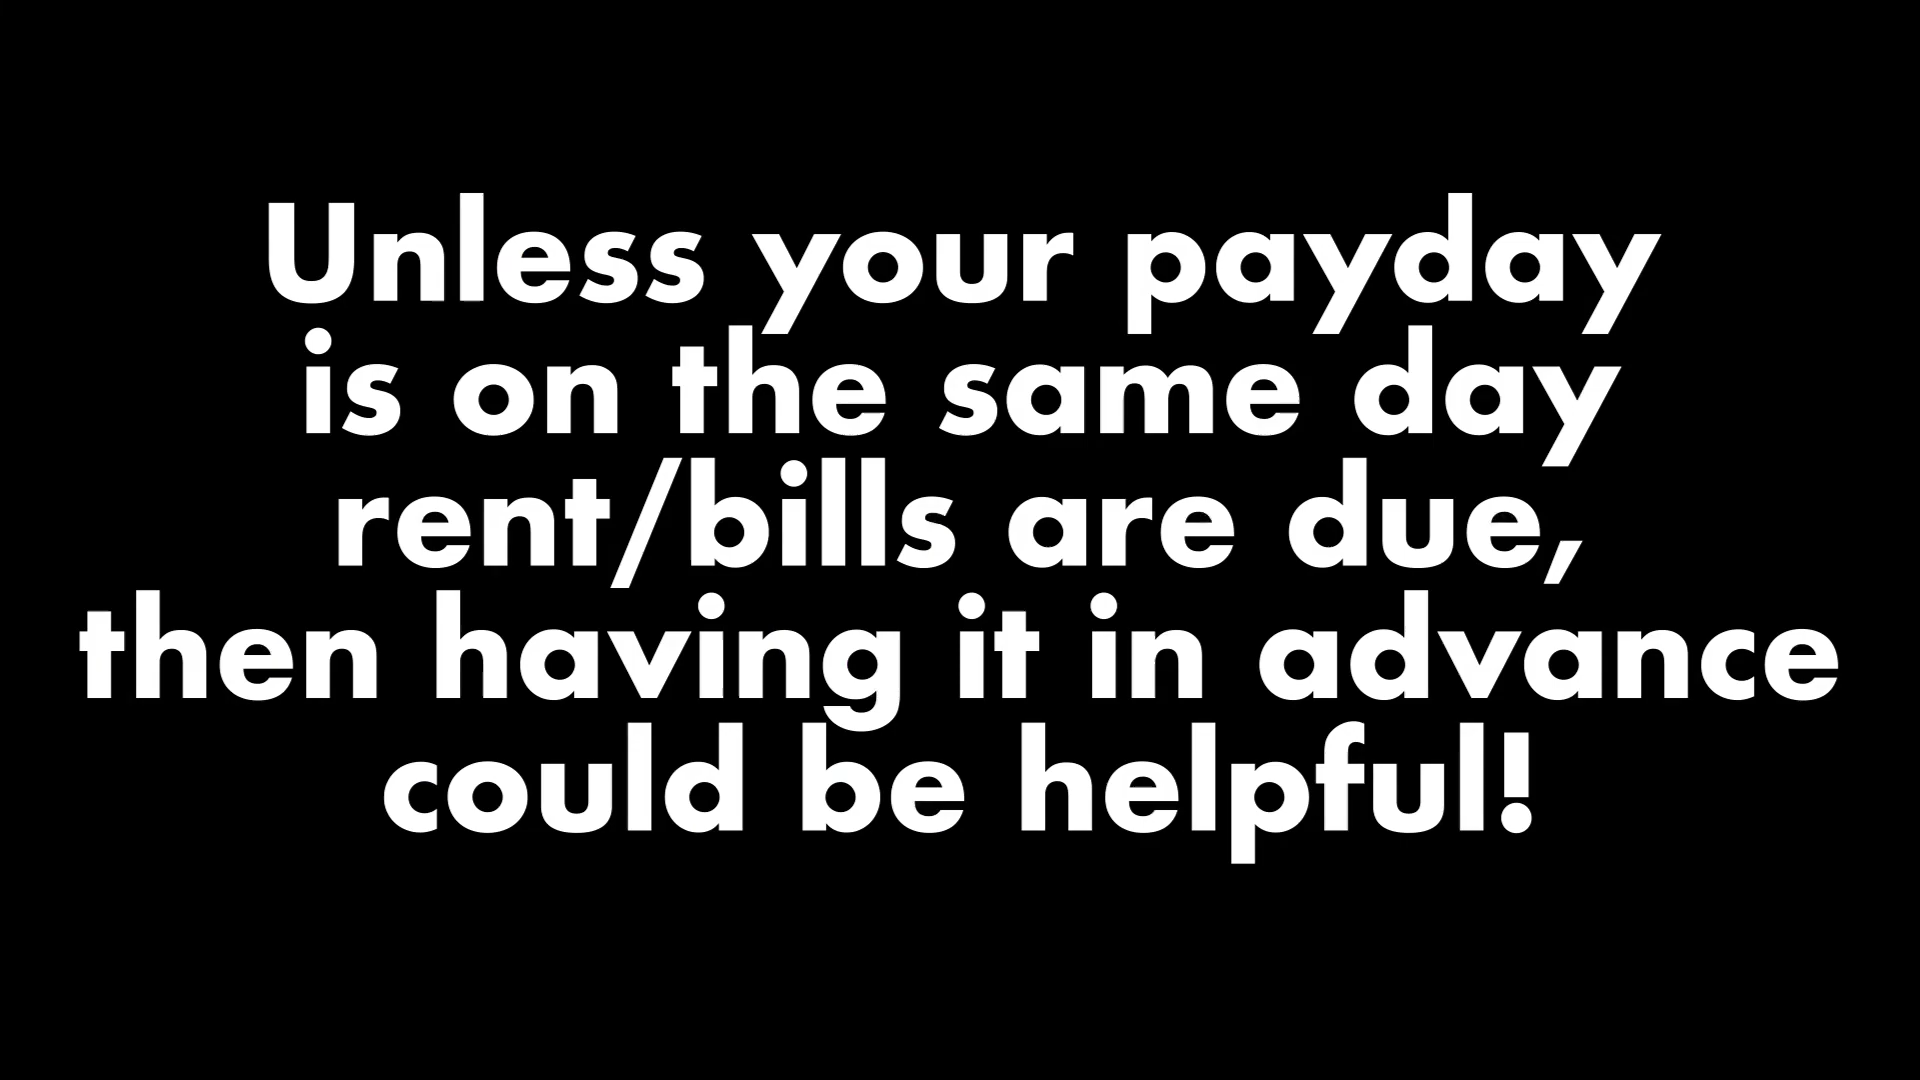 Unless your payday
is on the same day
rent/bills are due,
then having it in advance
could be helpful!